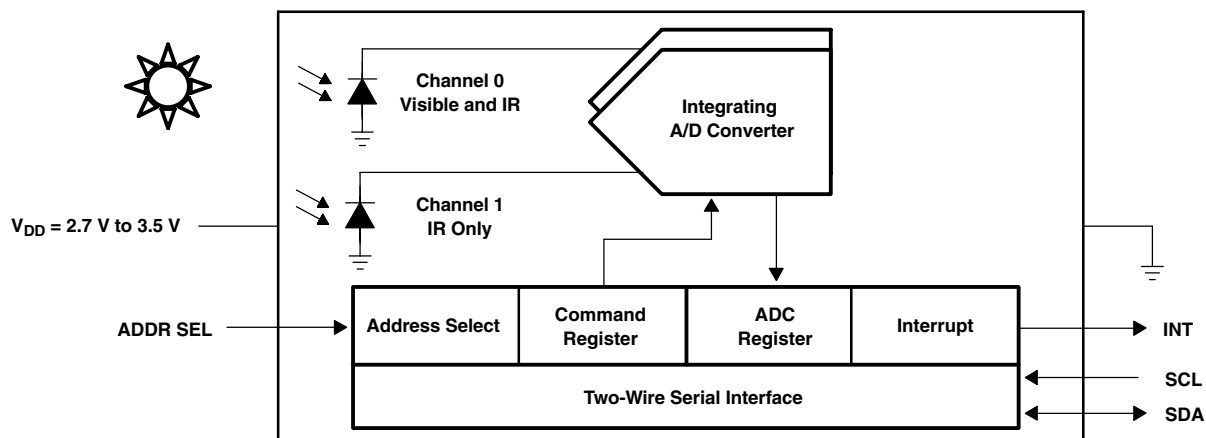 Channel 0
Visible and IR
Integrating
A/D Converter
Channel 1
IR Only
VDD = 2.7 V to 3.5 V
ADDR SEL
Address Select
Command
Register
ADC
Register
Interrupt
INT
Two-Wire Serial Interface
SCL
SDA